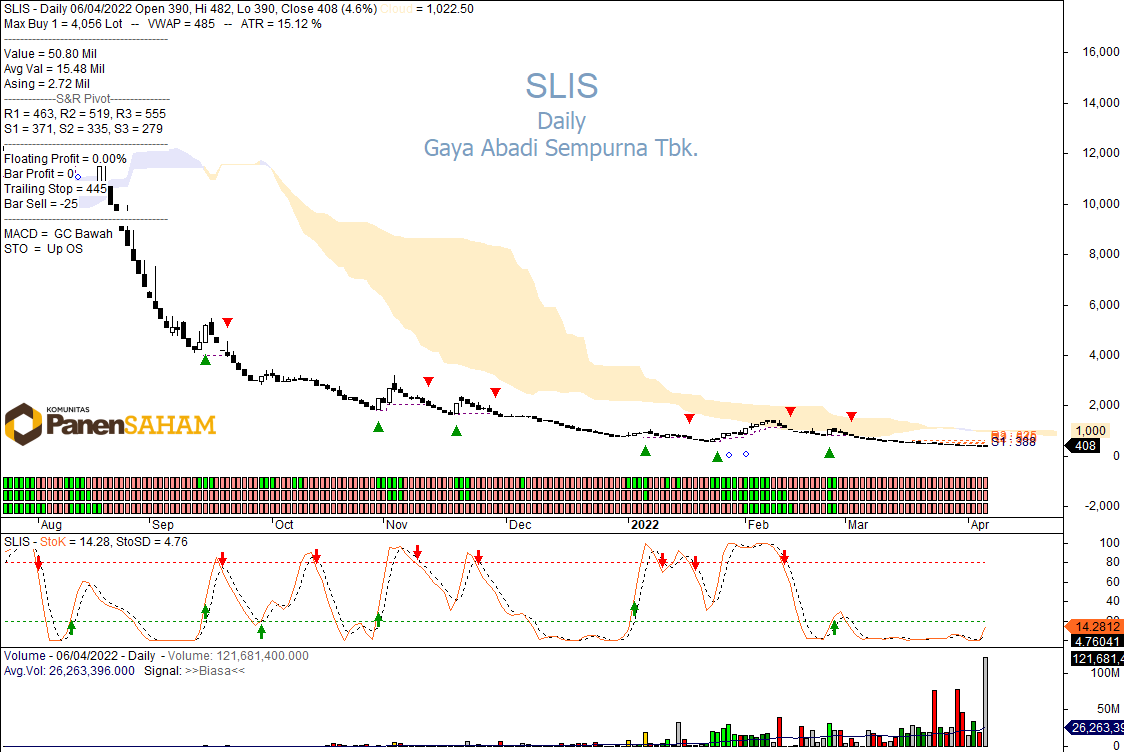 SLIS - Daily 06/04/2022 Open 390, Hi 482, Lo 390, Close 408 (4.6%) Cloud = 1,022.50
Max Buy 1 = 4,056 Lot -- VWAP = 485 -- ATR = 15.12 %
Value = 50.80 Mil
Avg Val = 15.48 Mil
Asing = 2.72 Mil
-------------S&R Pivot---------------
R1 = 463, R2 = 519, R3 = 555
S1 = 371, S2 = 335, S3 = 279
Floating Profit = 0.00%
Bar Profit = 0
Trailing Stop = 445
Bar Sell = -25
MACD = GC Bawah
STO = Up OS
SLIS
Daily
Gaya Abadi Sempurna Tbk.
KOMUNITAS
PanenSAHAM
16,000
14,000
12,000
10,000
8,000
6,000
4,000
2,000
1,000
408
0
-2,000
S1 : 388
Aug Sep Oct Nov Dec 2022 Feb Mar Apr
SLIS - StoK = 14.28, StoSD = 4.76
100
80
60
40
14.2812
4.76041
Volume - 06/04/2022 - Daily - Volume: 121,681,400.000
Avg.Vol: 26,263,396.000 Signal: >>Biasa<<
121,681,4
100M
50M
26,263,39
0